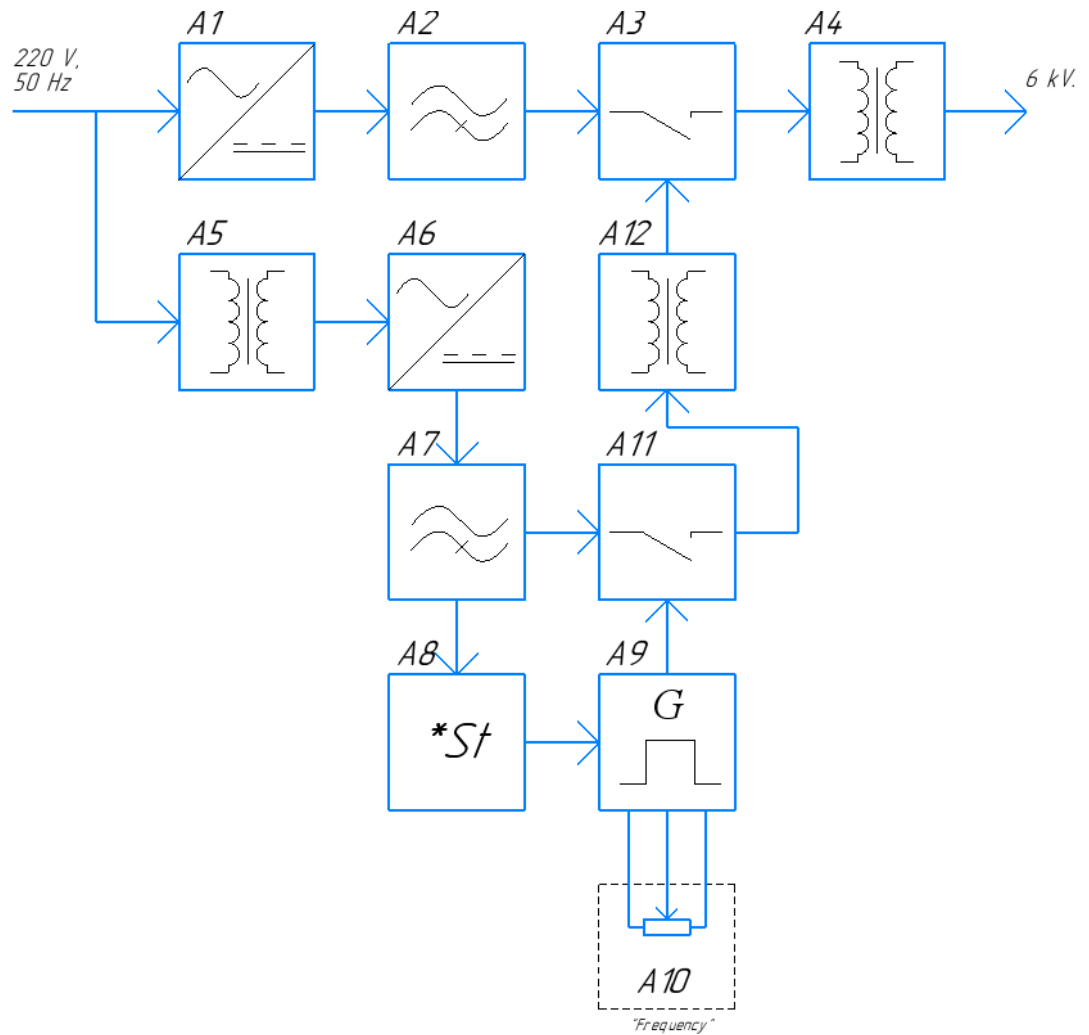 A1
A2
A3
A4
220 V,
50 Hz
6 kV.
A5
A6
A12
A7
A11
A8
A9
*St
G
A10
"Frequency"